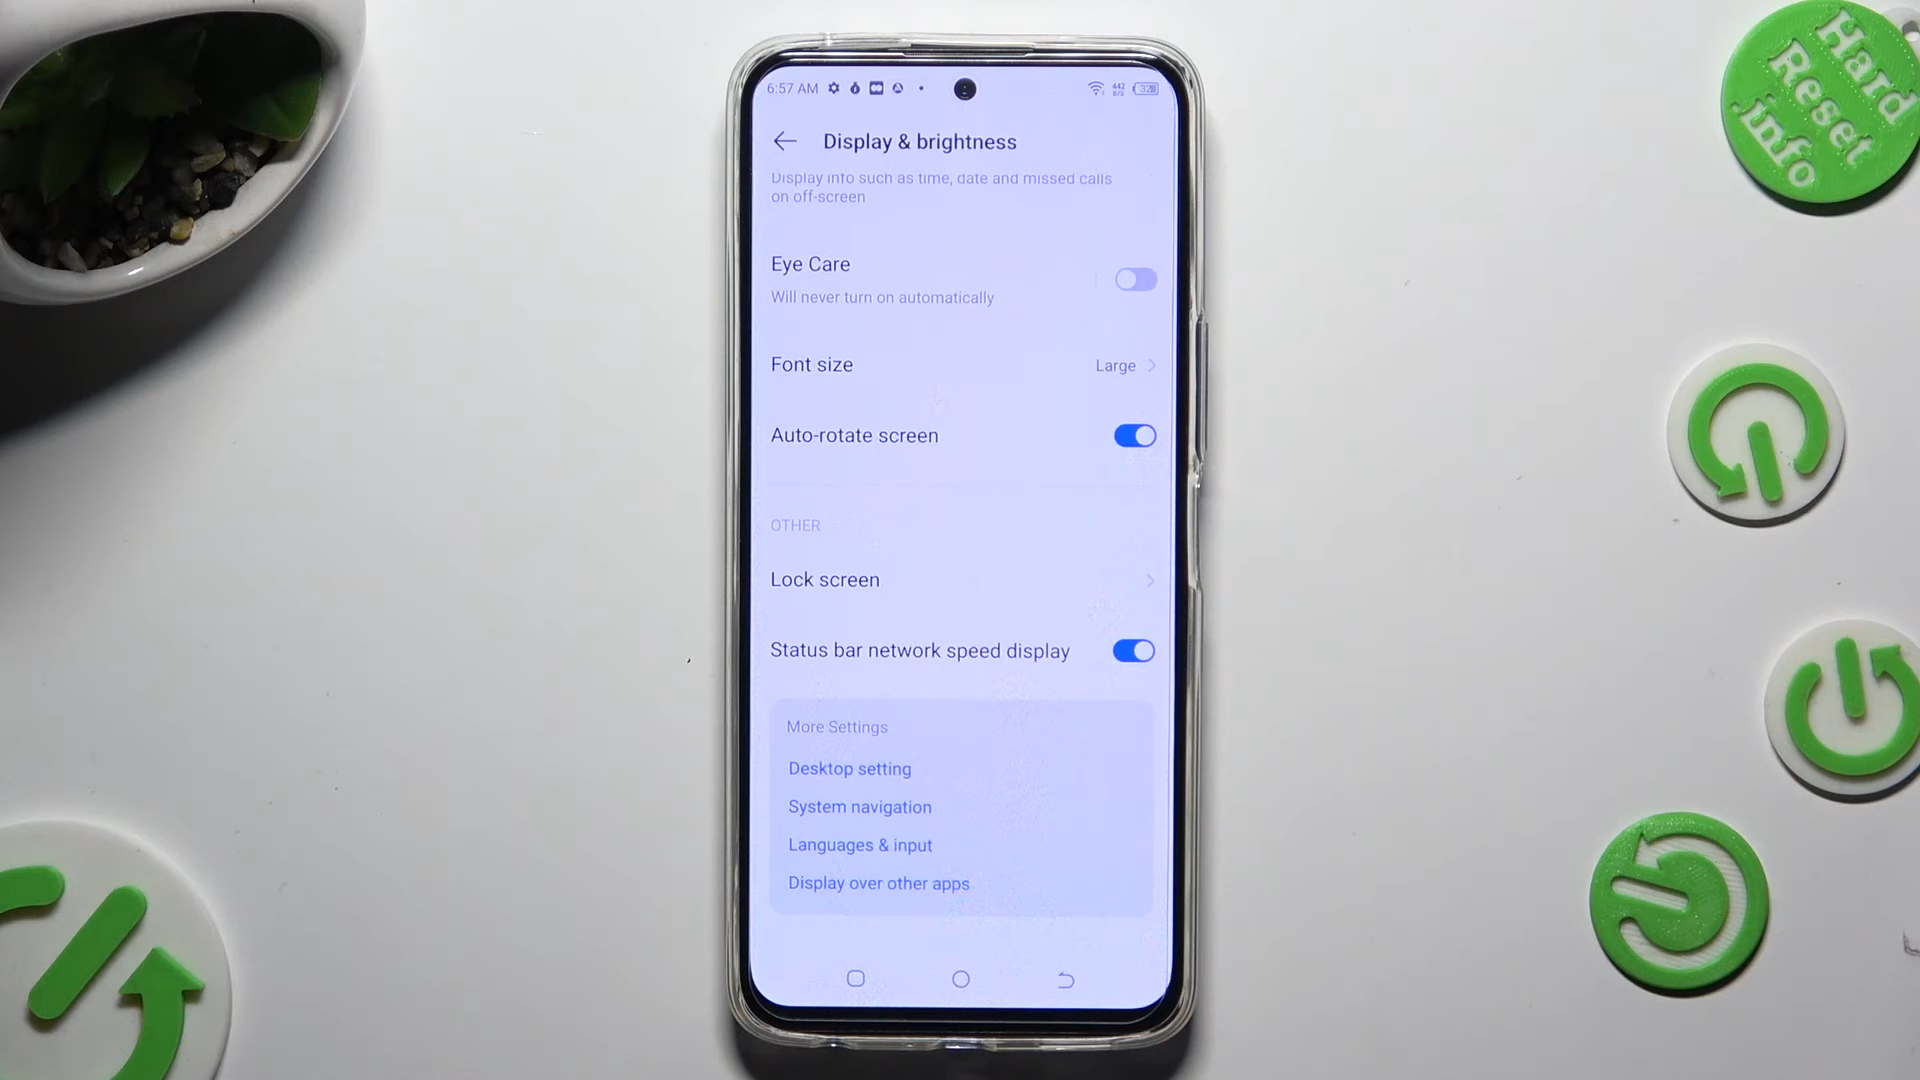 6:57 AM
442
B/S
32
Display & brightness
Display info such as time, date and missed calls
on off-screen
Eye Care
Will never turn on automatically
Font size
Large
Auto-rotate screen
OTHER
Lock screen
Status bar network speed display
More Settings
Desktop setting
System navigation
Languages & input
Display over other apps
Hard
Reset
.info